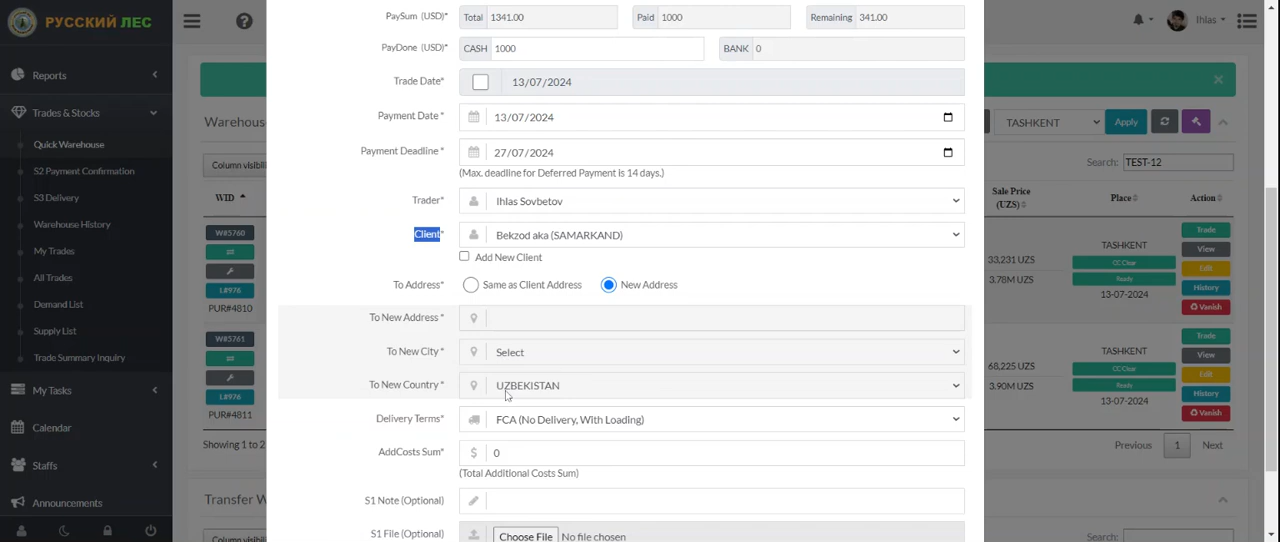 РУССКИЙ ЛЕС
Ihlas
Reports
Trades & Stocks
Quick Warehouse
S2 Payment Confirmation
S3 Delivery
Warehouse History
My Trades
All Trades
Demand List
Supply List
Trade Summary Inquiry
My Tasks
Calendar
Staffs
Announcements
Warehouse
Column visibili
WID
W#5760
L#976
PUR#4810
W#5761
L#976
PUR#4811
Showing 1 to 2
Transfer W
Column visibili
PaySum (USD)* Total 1341.00 Paid 1000 Remaining 341.00
PayDone (USD)* CASH 1000 BANK 0
Trade Date* 13/07/2024
Payment Date * 13/07/2024
Payment Deadline * 27/07/2024
(Max. deadline for Deferred Payment is 14 days.)
Trader* Ihlas Sovbetov
Client* Bekzod aka (SAMARKAND)
Add New Client
To Address* Same as Client Address New Address
To New Address *
To New City * Select
To New Country * UZBEKISTAN
Delivery Terms* FCA (No Delivery, With Loading)
AddCosts Sum* $ 0
(Total Additional Costs Sum)
S1 Note (Optional)
S1 File (Optional) Choose File No file chosen
×
TASHKENT Apply
Search: TEST-12
Sale Price (UZS) Place Action
33,231 UZS
3.78M UZS
TASHKENT
CC Clear
Ready
13-07-2024
Trade
View
Edit
History
Vanish
68,225 UZS
3.90M UZS
TASHKENT
CC Clear
Ready
13-07-2024
Trade
View
Edit
History
Vanish
Previous 1 Next
Search: